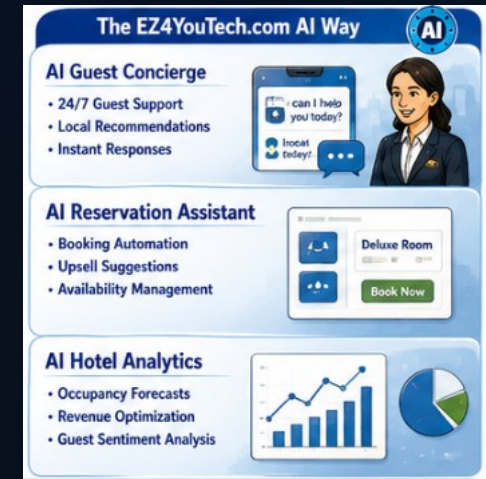 The EZ4YouTech.com AI Way
AI
AI Guest Concierge
• 24/7 Guest Support
• Local Recommendations
• Instant Responses
can I help
you today?
AI Reservation Assistant
• Booking Automation
• Upsell Suggestions
• Availability Management
Deluxe Room
Book Now
AI Hotel Analytics
• Occupancy Forecasts
• Revenue Optimization
• Guest Sentiment Analysis